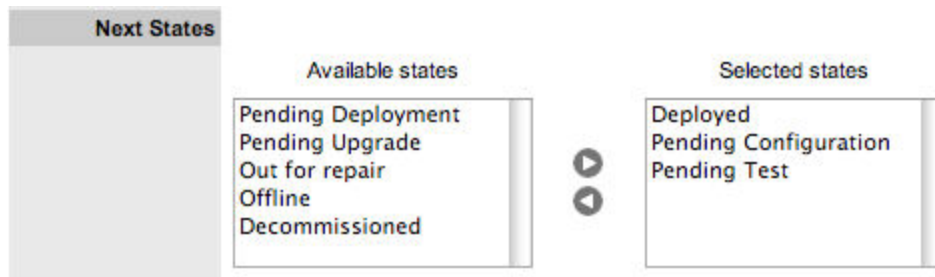 Next States
Available states
Selected states
Pending Deployment
Pending Upgrade
Out for repair
Offline
Decommissioned
Deployed
Pending Configuration
Pending Test